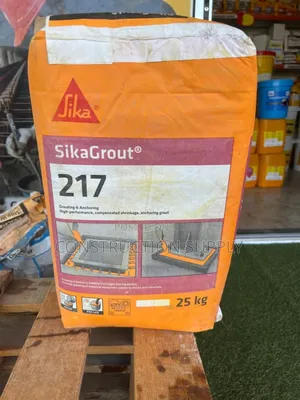 Sika
SikaGrout®
217
Grouting & Anchoring
High performance, compensated shrinkage, anchoring grout
CONSTRUCTION SUPPLY
25 kg